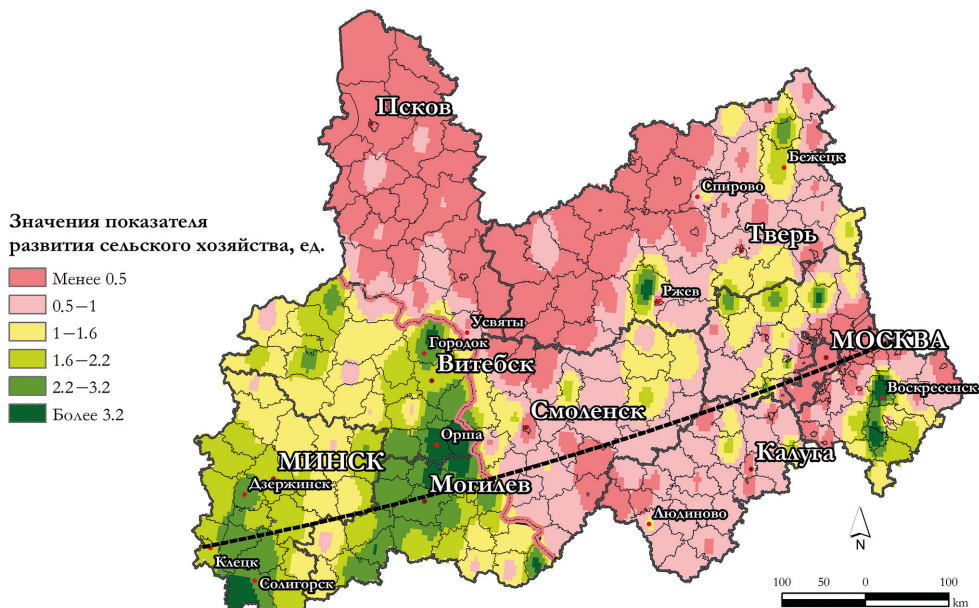 Псков
Бежецк
Спирово
Значения показателя
развития сельского хозяйства, ед.
Тверь
Менее 0.5
0.5–1
Ржев
1–1.6
Усвяты
1.6–2.2
Городок
МОСКВА
2.2–3.2
Витебск
Воскресенск
Более 3.2
Смоленск
Орша
МИНСК
Калуга
Дзержинск
Могилев
Людиново
N
Клецк
Солигорск
100 50 0 100
km